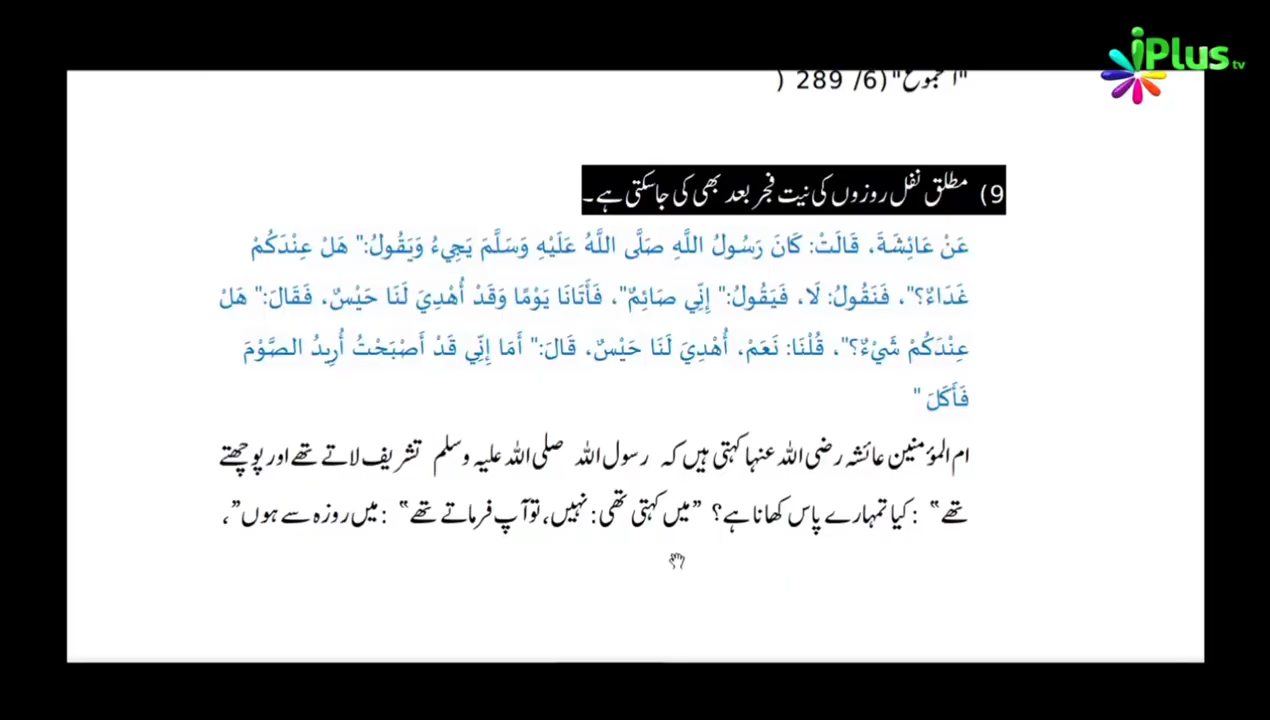 iPlus tv
"المجموع" (6/ 289 (
9) مطلق نفل روزوں کی نیت فجر بعد بھی کی جاسکتی ہے۔
عَنْ عَائِشَةَ، قَالَتْ: كَانَ رَسُولُ اللَّهِ صَلَّى اللَّهُ عَلَيْهِ وَسَلَّمَ يَجِيءُ وَيَقُولُ:" هَلْ عِنْدَكُمْ
غَدَاءٌ؟"، فَنَقُولُ: لَا، فَيَقُولُ:" إِنِّي صَائِمٌ"، فَأَتَانَا يَوْمًا وَقَدْ أُهْدِيَ لَنَا حَيْسٌ، فَقَالَ:" هَلْ
عِنْدَكُمْ شَيْءٌ؟"، قُلْنَا: نَعَمْ، أُهْدِيَ لَنَا حَيْسٌ، قَالَ:" أَمَا إِنِّي قَدْ أَصْبَحْتُ أُرِيدُ الصَّوْمَ
فَأَكَلَ "
ام المؤمنین عائشہ رضی اللہ عنہا کہتی ہیں کہ رسول اللہ صلی اللہ علیہ وسلم تشریف لاتے تھے اور پوچھتے
تھے “ :کیا تمہارے پاس کھانا ہے؟ ”میں کہتی تھی: نہیں، تو آپ فرماتے تھے “ :میں روزہ سے ہوں”،